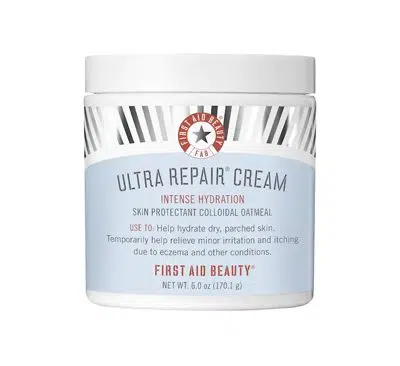 FIRST AID BEAUTY
FAB
ULTRA REPAIR® CREAM
INTENSE HYDRATION
SKIN PROTECTANT COLLOIDAL OATMEAL
USE TO: Help hydrate dry, parched skin.
Temporarily help relieve minor irritation and itching
due to eczema and other conditions.
FIRST AID BEAUTY®
NET WT. 6.0 oz (170.1 g)